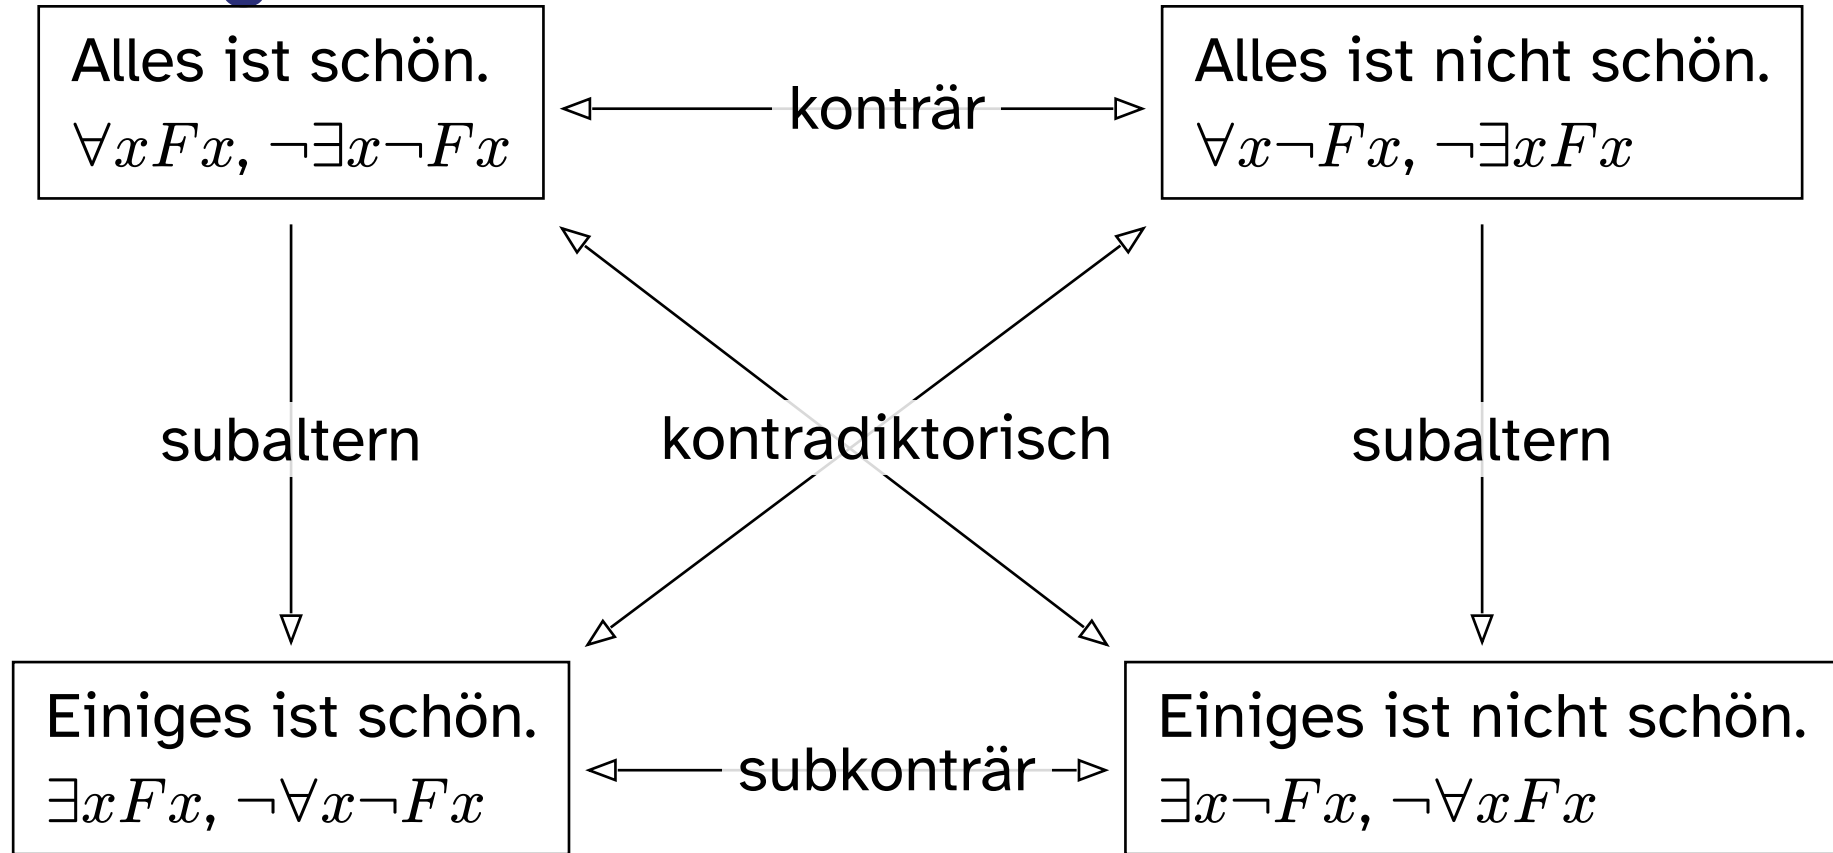 Alles ist schön.
∀xFx, ¬∃x¬Fx
konträr
Alles ist nicht schön.
∀x¬Fx, ¬∃xFx
subaltern
kontradiktorisch
subaltern
Einiges ist schön.
∃xFx, ¬∀x¬Fx
subkonträr
Einiges ist nicht schön.
∃x¬Fx, ¬∀xFx